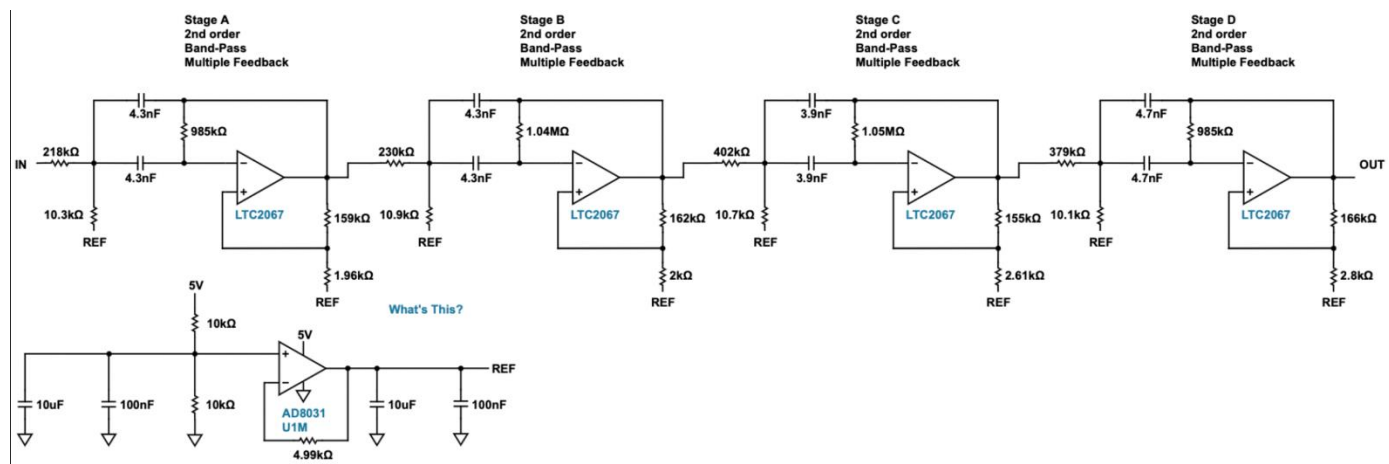 Stage A
2nd order
Band-Pass
Multiple Feedback
Stage B
2nd order
Band-Pass
Multiple Feedback
Stage C
2nd order
Band-Pass
Multiple Feedback
Stage D
2nd order
Band-Pass
Multiple Feedback
4.3nF
985kΩ
218kΩ
IN
4.3nF
LTC2067
10.3kΩ
REF
159kΩ
1.96kΩ
REF
4.3nF
1.04MΩ
230kΩ
4.3nF
LTC2067
10.9kΩ
REF
162kΩ
2kΩ
REF
3.9nF
1.05MΩ
402kΩ
3.9nF
LTC2067
10.7kΩ
REF
155kΩ
2.61kΩ
REF
4.7nF
985kΩ
379kΩ
4.7nF
OUT
LTC2067
10.1kΩ
REF
166kΩ
2.8kΩ
REF
What's This?
5V
10kΩ
5V
REF
10uF
100nF
10kΩ
AD8031
U1M
10uF
100nF
4.99kΩ